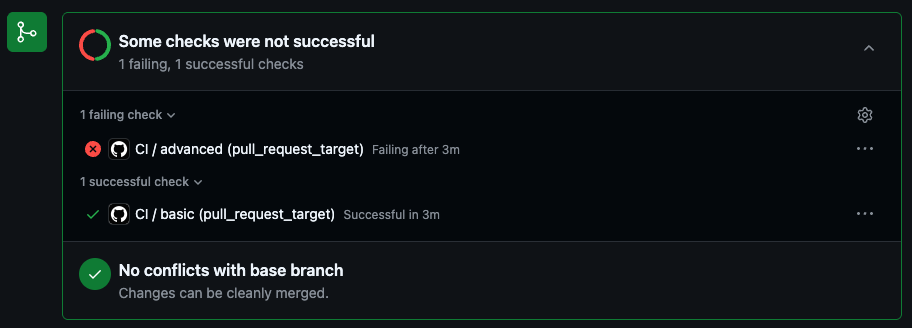 Some checks were not successful
1 failing, 1 successful checks
1 failing check
CI / advanced (pull_request_target) Failing after 3m
1 successful check
CI / basic (pull_request_target) Successful in 3m
No conflicts with base branch
Changes can be cleanly merged.